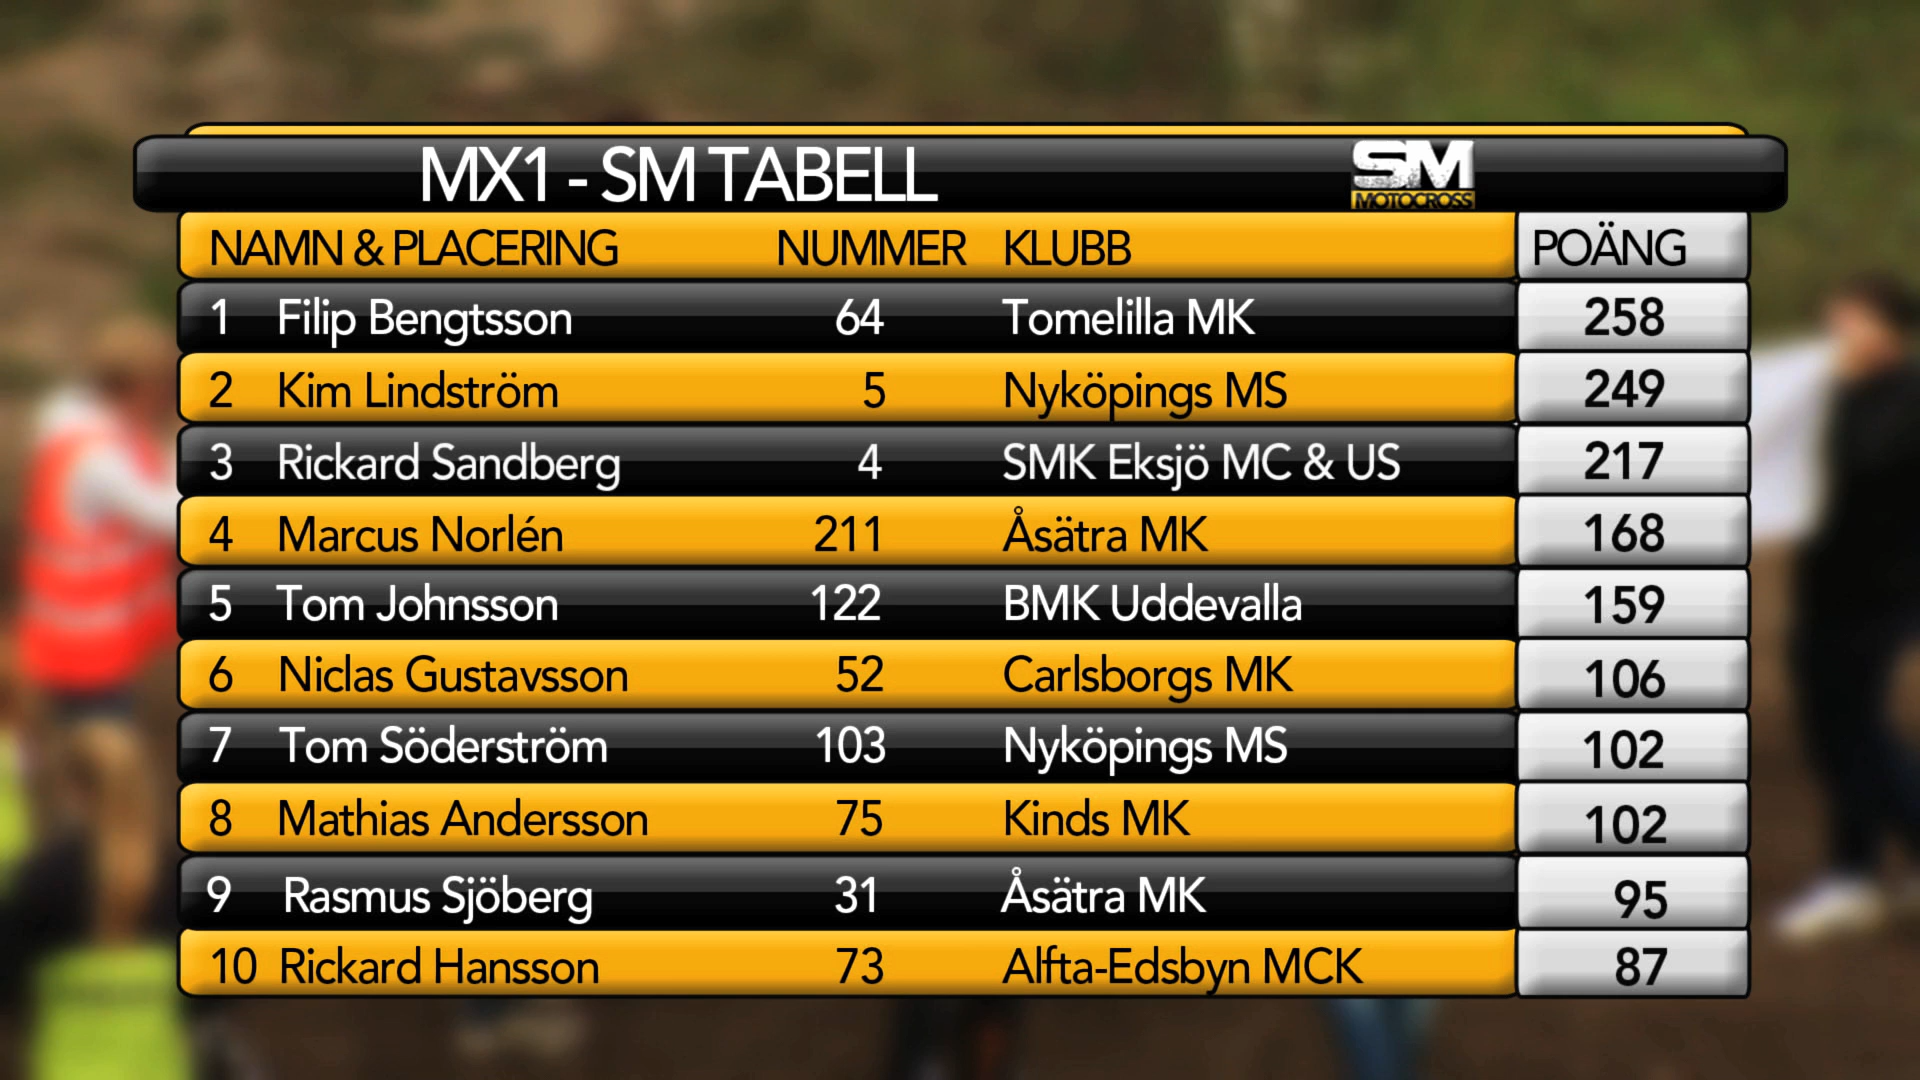 MX1 - SM TABELL SM MOTOCROSS
NAMN & PLACERING NUMMER KLUBB POÄNG
1 Filip Bengtsson 64 Tomelilla MK 258
2 Kim Lindström 5 Nyköpings MS 249
3 Rickard Sandberg 4 SMK Eksjö MC & US 217
4 Marcus Norlén 211 Åsätra MK 168
5 Tom Johnsson 122 BMK Uddevalla 159
6 Niclas Gustavsson 52 Carlsborgs MK 106
7 Tom Söderström 103 Nyköpings MS 102
8 Mathias Andersson 75 Kinds MK 102
9 Rasmus Sjöberg 31 Åsätra MK 95
10 Rickard Hansson 73 Alfta-Edsbyn MCK 87